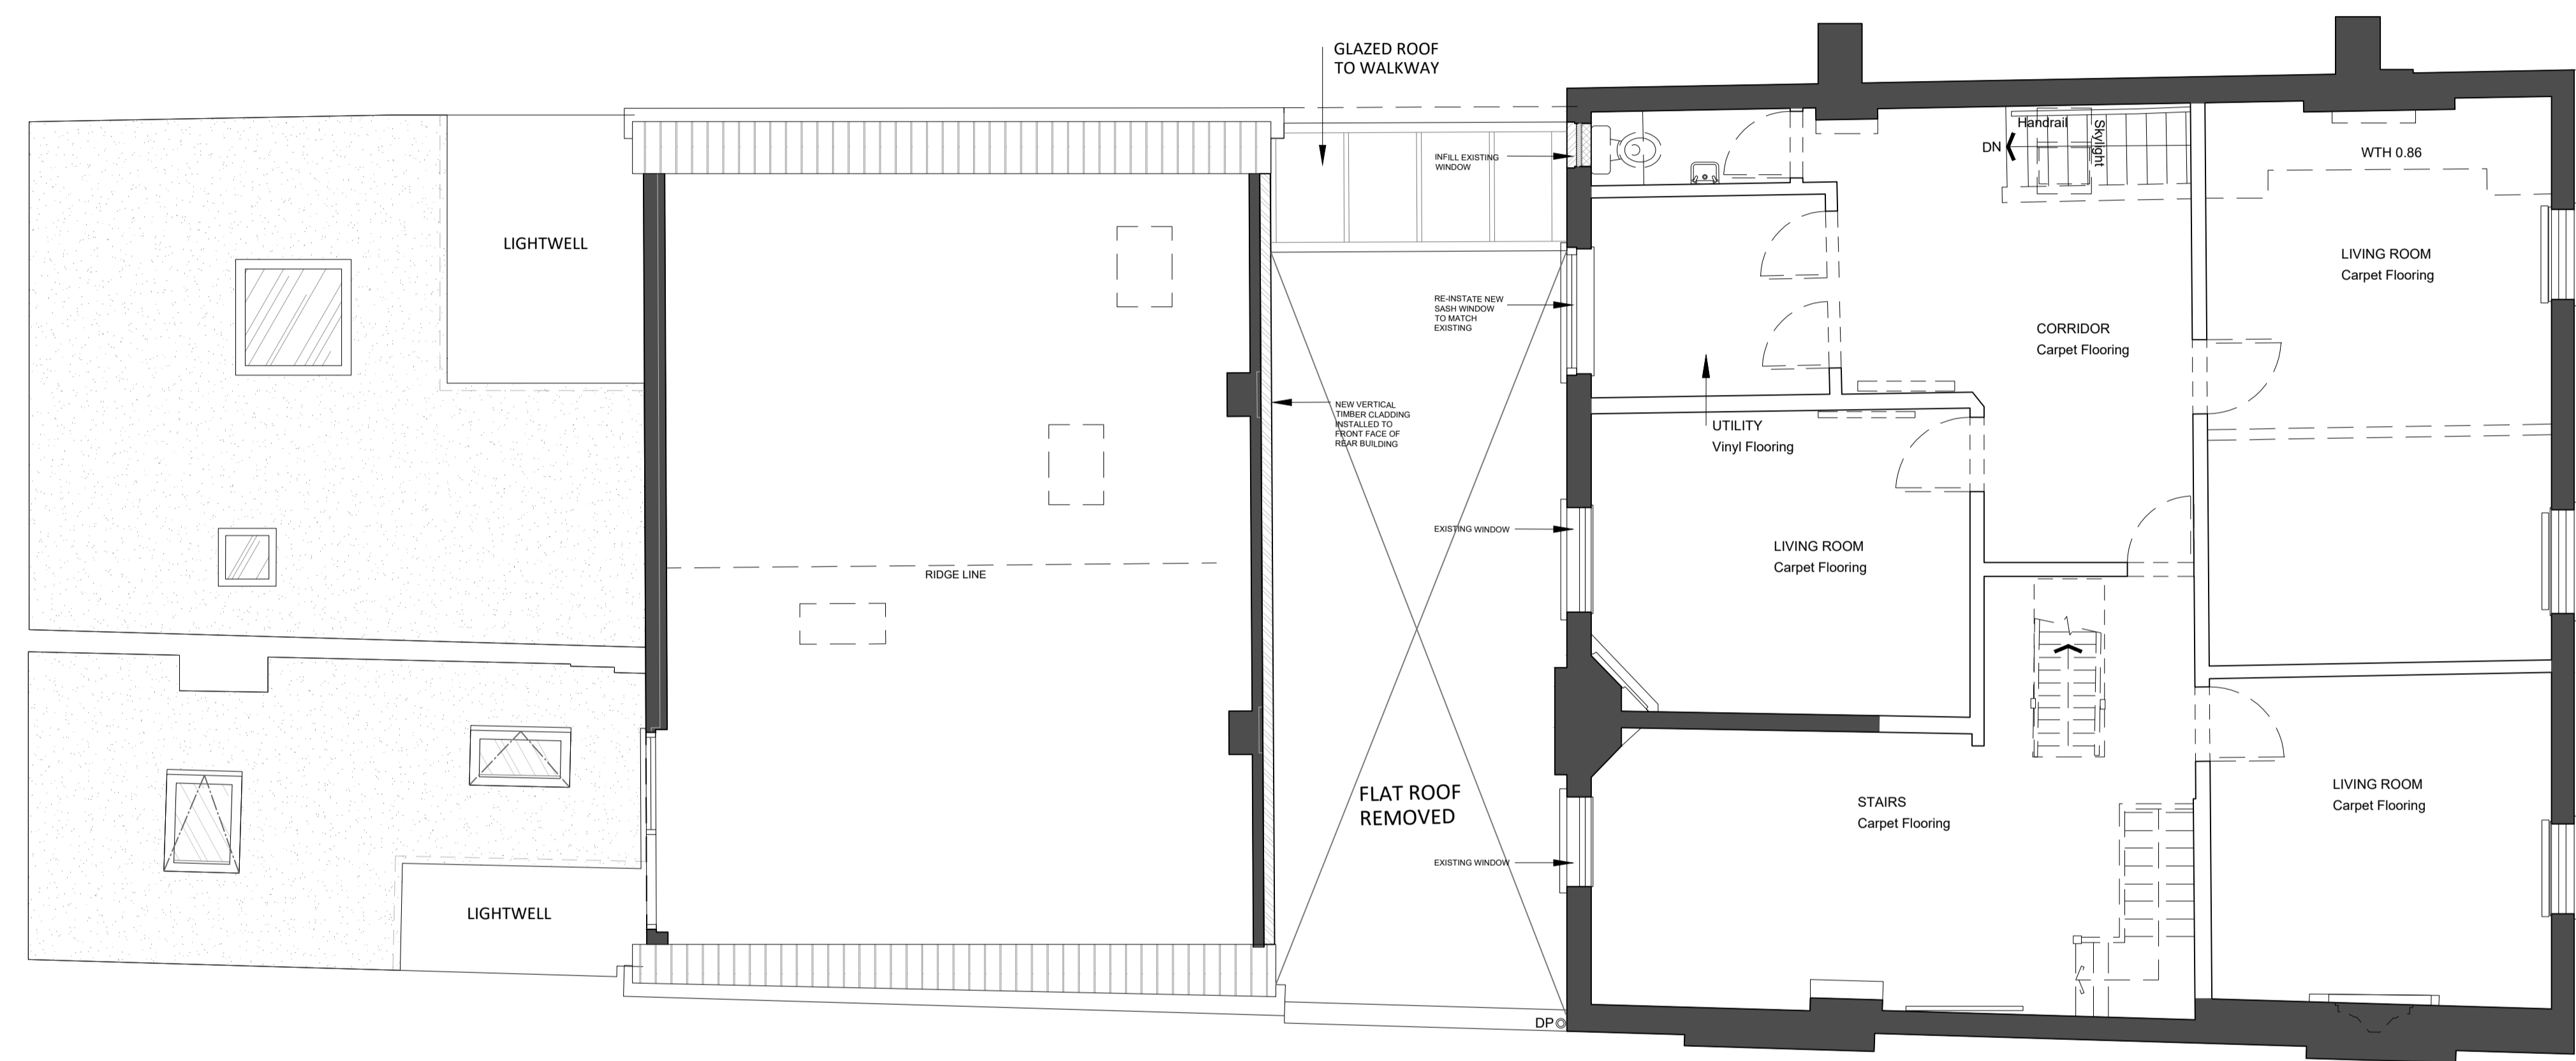 GLAZED ROOF
TO WALKWAY
INFILL EXISTING
WINDOW
Handrail
Skylight
DN
WTH 0.86
LIGHTWELL
LIVING ROOM
Carpet Flooring
RE-INSTATE NEW
SASH WINDOW
TO MATCH
EXISTING
CORRIDOR
Carpet Flooring
NEW VERTICAL
TIMBER CLADDING
INSTALLED TO
FRONT FACE OF
REAR BUILDING
UTILITY
Vinyl Flooring
EXISTING WINDOW
LIVING ROOM
Carpet Flooring
RIDGE LINE
FLAT ROOF
REMOVED
STAIRS
Carpet Flooring
LIVING ROOM
Carpet Flooring
EXISTING WINDOW
LIGHTWELL
DP